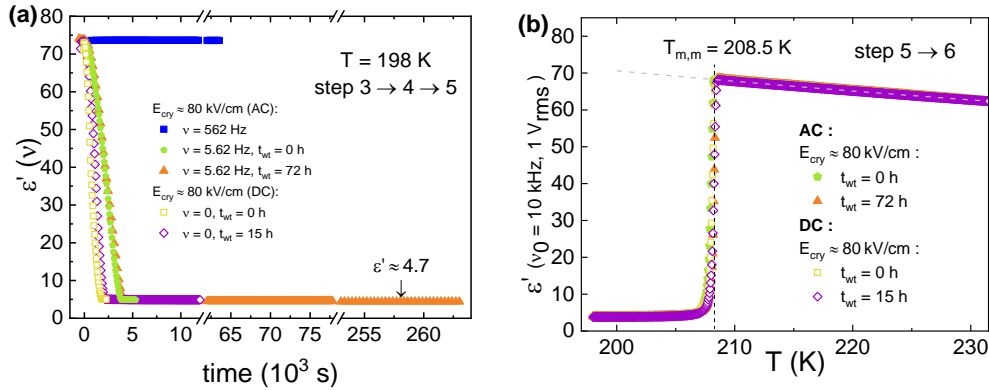 (a)
80
70
60
50
40
30
20
10
0
ε' (ν)
T = 198 K
step 3 → 4 → 5
E_cry ≈ 80 kV/cm (AC):
ν = 562 Hz
ν = 5.62 Hz, t_wt = 0 h
ν = 5.62 Hz, t_wt = 72 h
E_cry ≈ 80 kV/cm (DC):
ν = 0, t_wt = 0 h
ν = 0, t_wt = 15 h
ε' ≈ 4.7
0 5 10 65 70 75 255 260
time (10³ s)
(b)
80
70
60
50
40
30
20
10
0
ε' (ν₀ = 10 kHz, 1 Vrms)
T_m,m = 208.5 K
step 5 → 6
AC :
E_cry ≈ 80 kV/cm :
t_wt = 0 h
t_wt = 72 h
DC :
E_cry ≈ 80 kV/cm :
t_wt = 0 h
t_wt = 15 h
200 210 220 230
T (K)